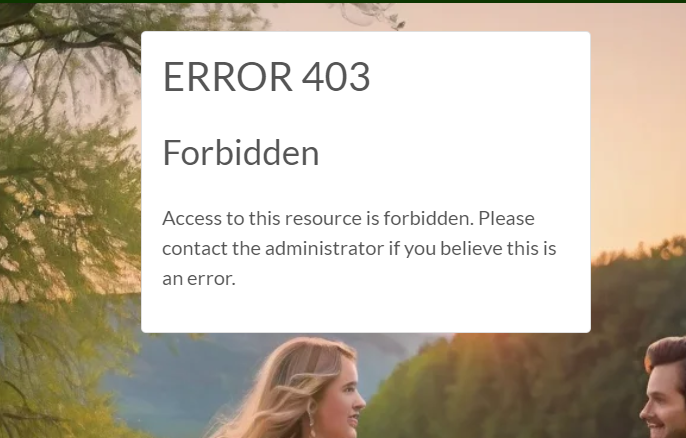 ERROR 403
Forbidden
Access to this resource is forbidden. Please
contact the administrator if you believe this is
an error.